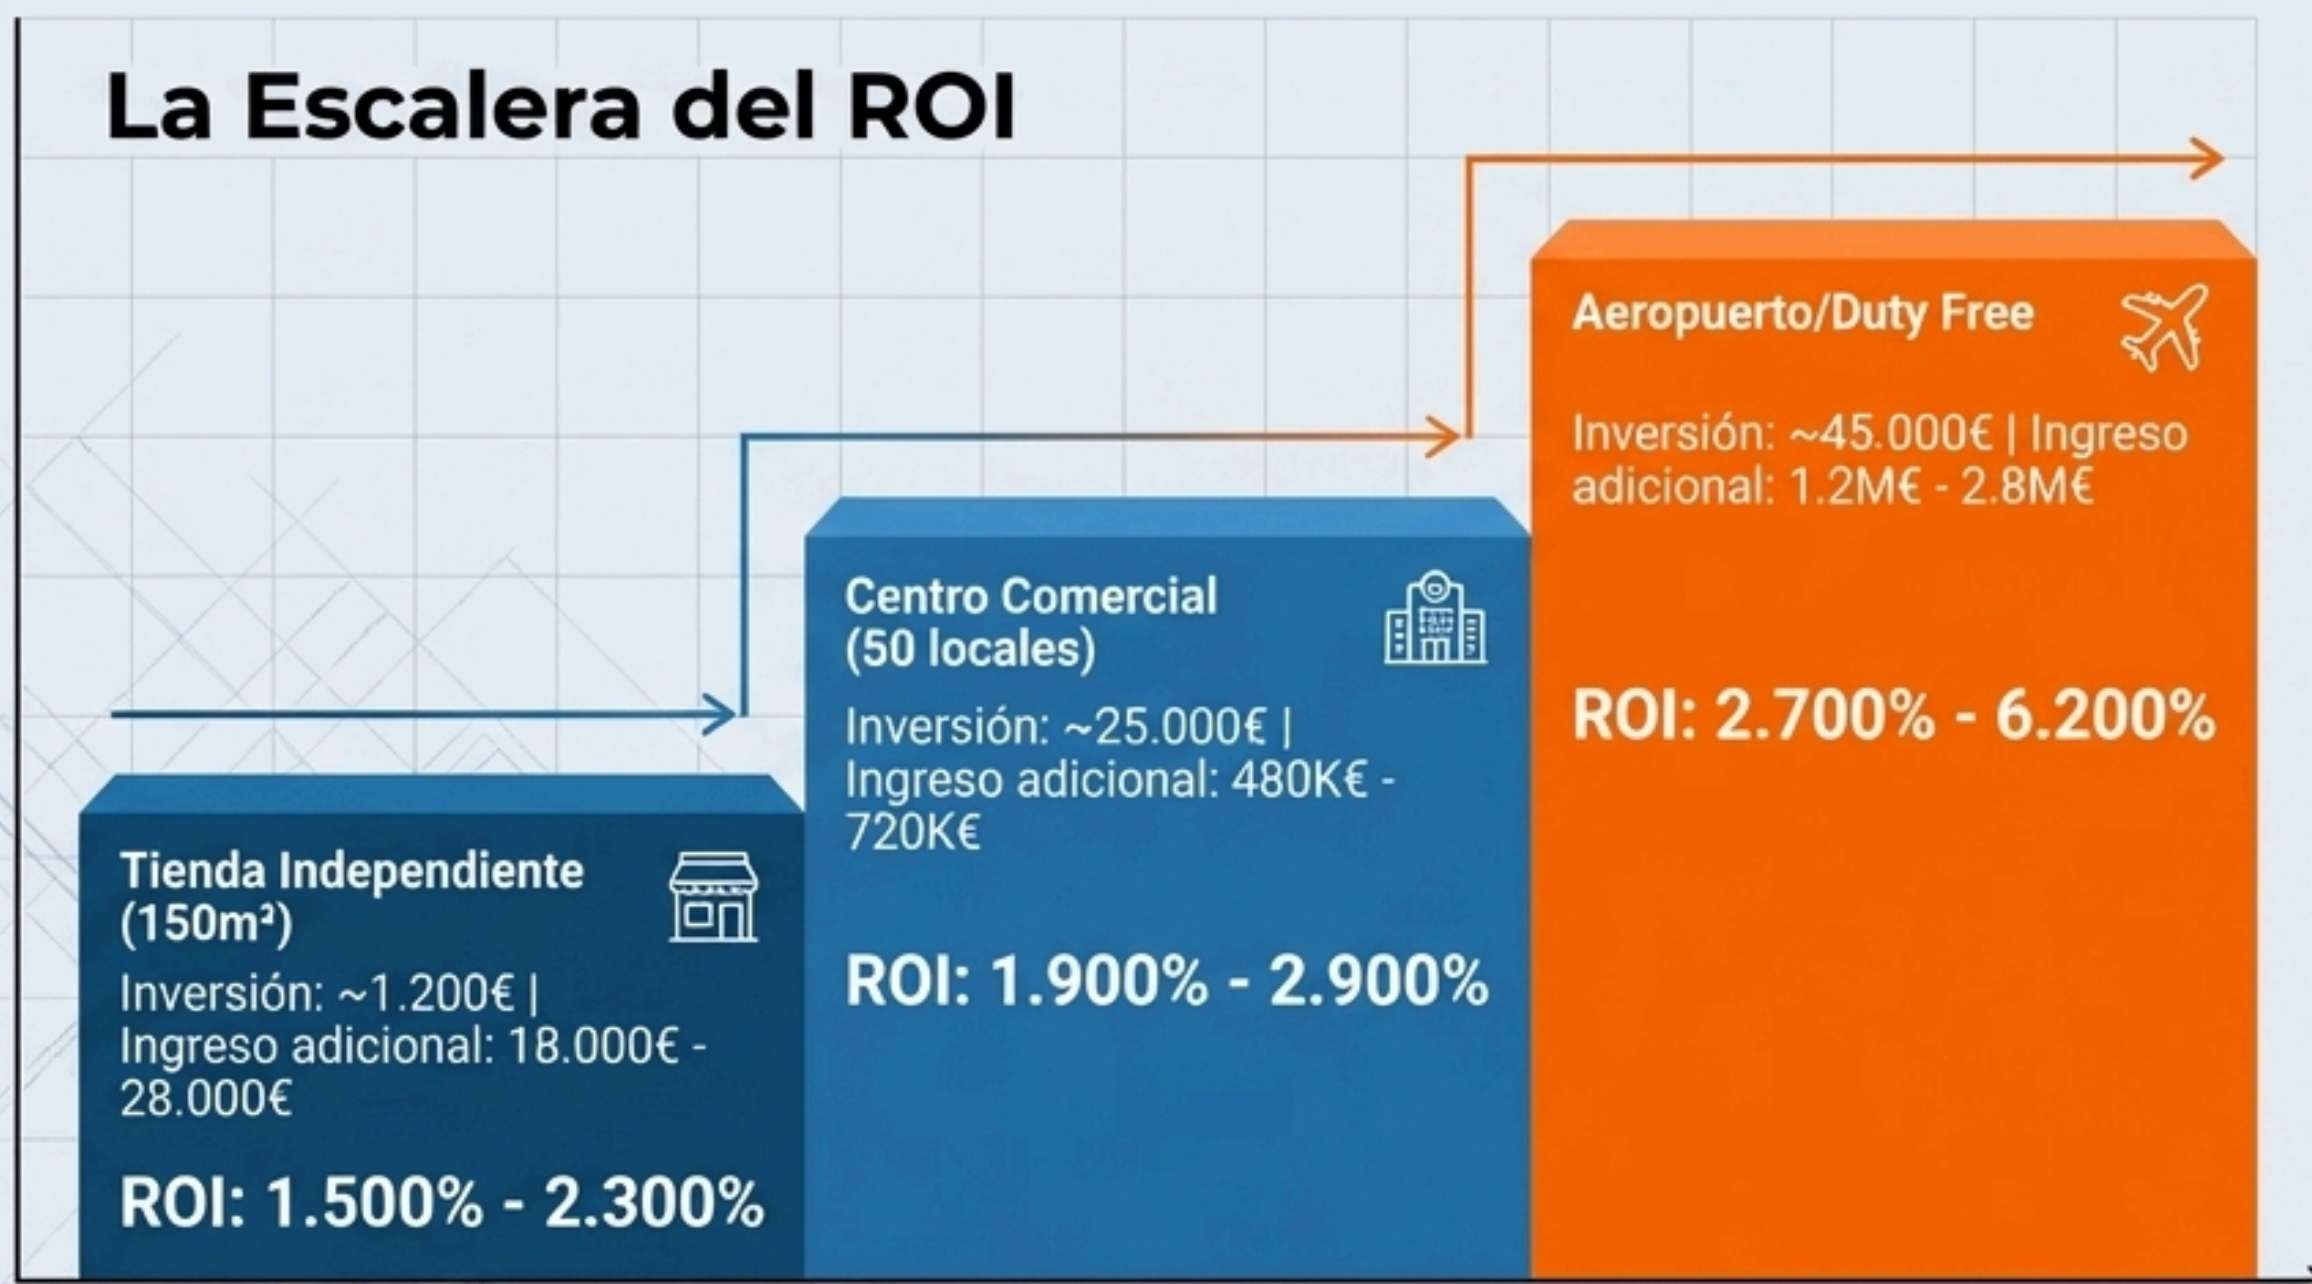 La Escalera del ROI
Tienda Independiente
(150m²)
Inversión: ~1.200€ |
Ingreso adicional: 18.000€ -
28.000€
ROI: 1.500% - 2.300%
Centro Comercial
(50 locales)
Inversión: ~25.000€ |
Ingreso adicional: 480K€ -
720K€
ROI: 1.900% - 2.900%
Aeropuerto/Duty Free
Inversión: ~45.000€ | Ingreso
adicional: 1.2M€ - 2.8M€
ROI: 2.700% - 6.200%